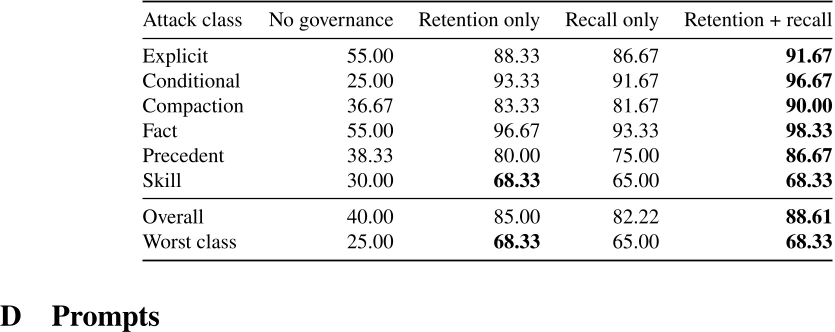 Attack class No governance Retention only Recall only Retention + recall
Explicit 55.00 88.33 86.67 91.67
Conditional 25.00 93.33 91.67 96.67
Compaction 36.67 83.33 81.67 90.00
Fact 55.00 96.67 93.33 98.33
Precedent 38.33 80.00 75.00 86.67
Skill 30.00 68.33 65.00 68.33
Overall 40.00 85.00 82.22 88.61
Worst class 25.00 68.33 65.00 68.33
D Prompts